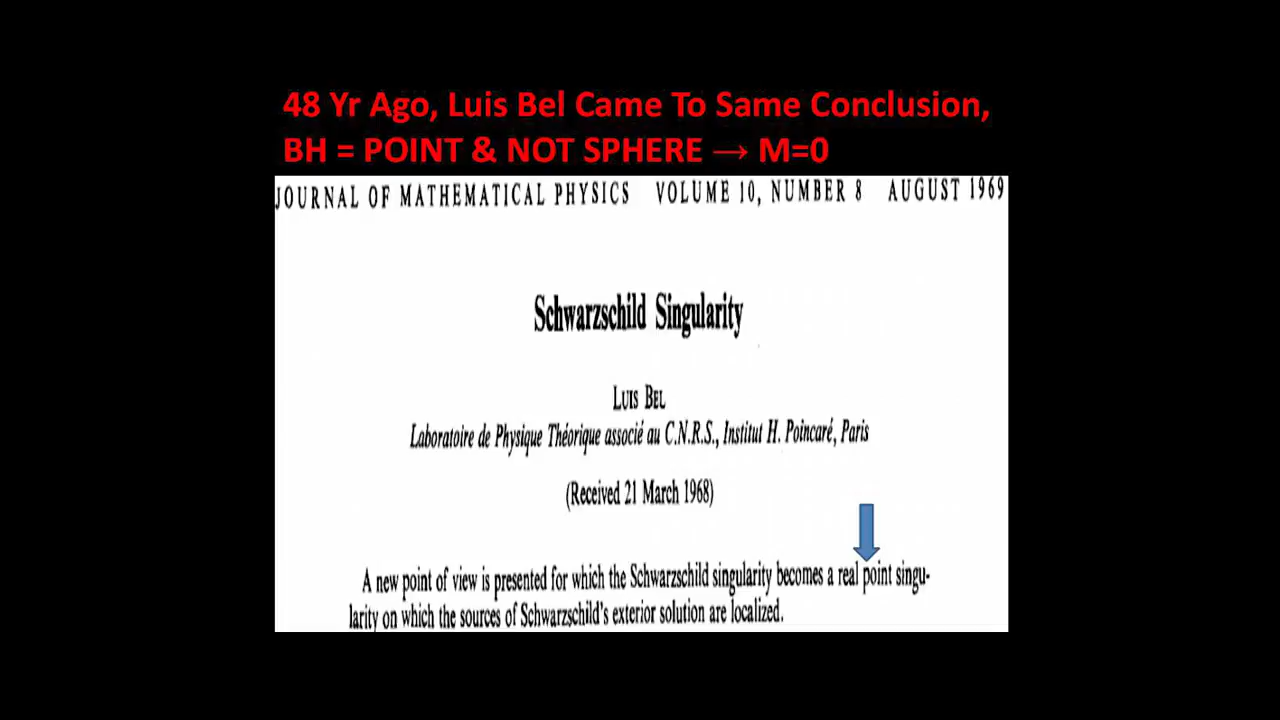 48 Yr Ago, Luis Bel Came To Same Conclusion,
BH = POINT & NOT SPHERE → M=0
JOURNAL OF MATHEMATICAL PHYSICS VOLUME 10, NUMBER 8 AUGUST 1969
Schwarzschild Singularity
LUIS BEL
Laboratoire de Physique Théorique associé au C.N.R.S., Institut H. Poincaré, Paris
(Received 21 March 1968)
A new point of view is presented for which the Schwarzschild singularity becomes a real point singu-
larity on which the sources of Schwarzschild's exterior solution are localized.